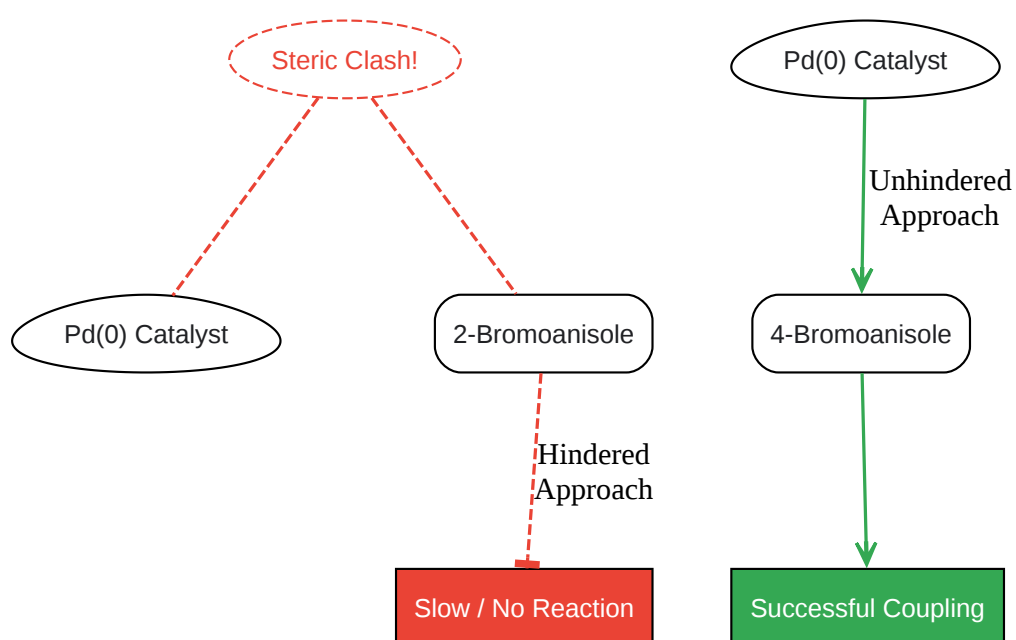 Steric Clash!
Pd(0) Catalyst
Unhindered
Approach
Pd(0) Catalyst
2-Bromoanisole
4-Bromoanisole
Hindered
Approach
Slow / No Reaction
Successful Coupling